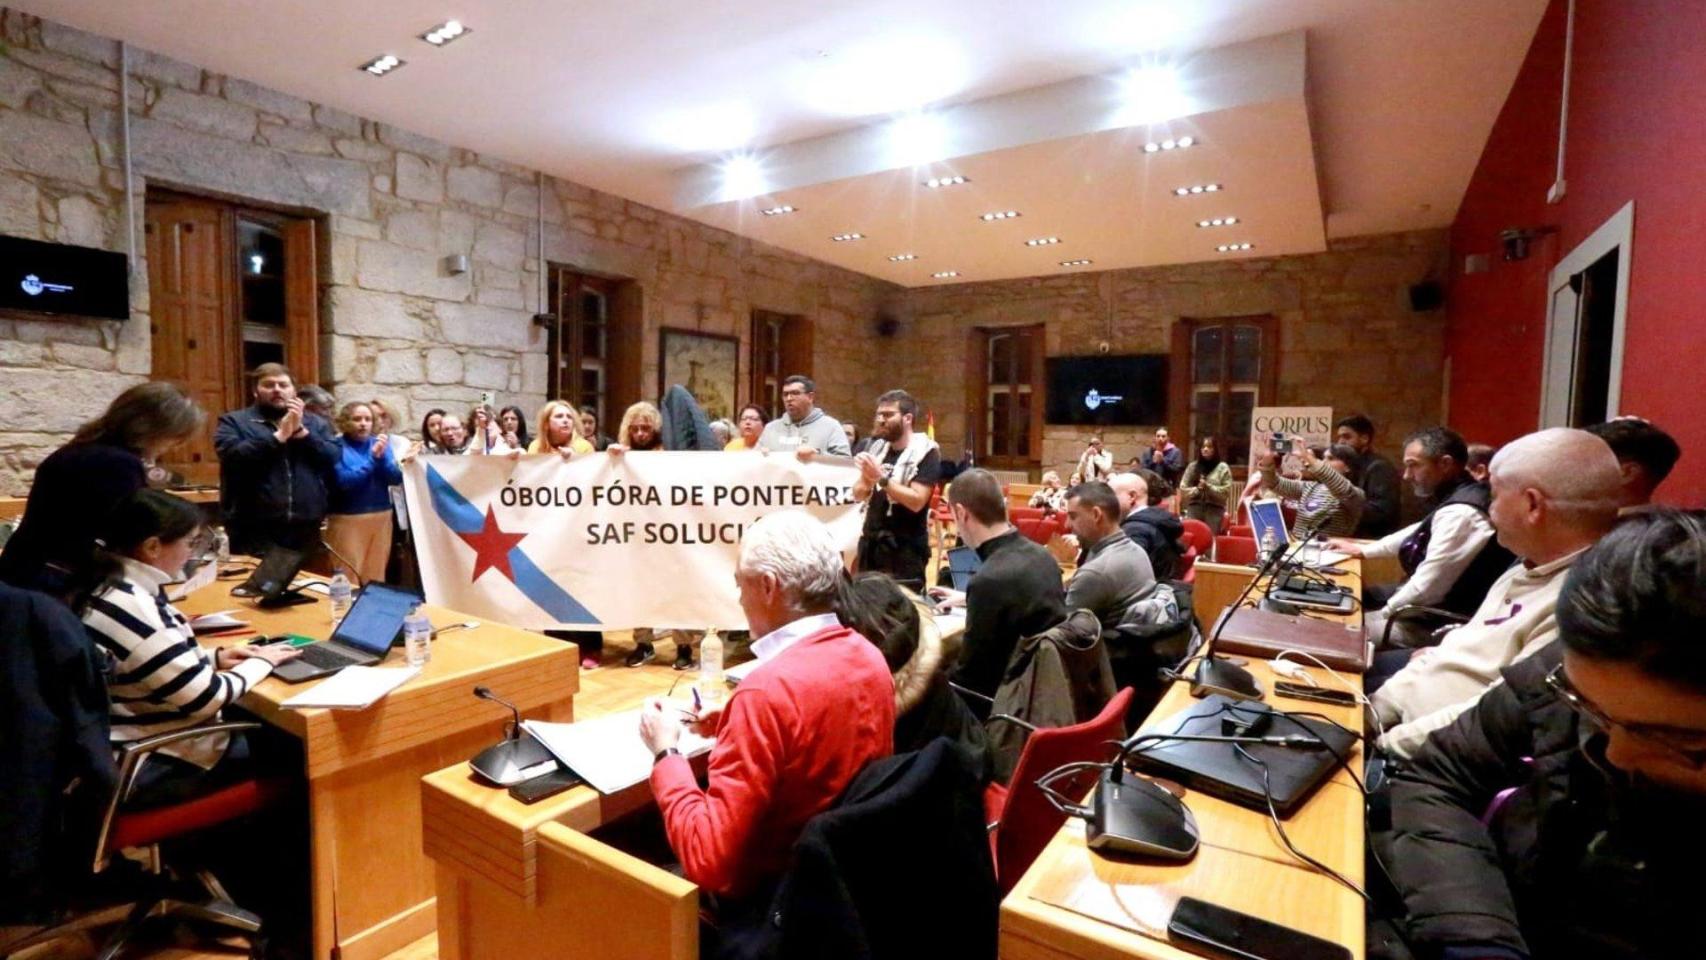 ÓBOLO FÓRA DE PONTEARE
SAF SOLUCI
CORPUS